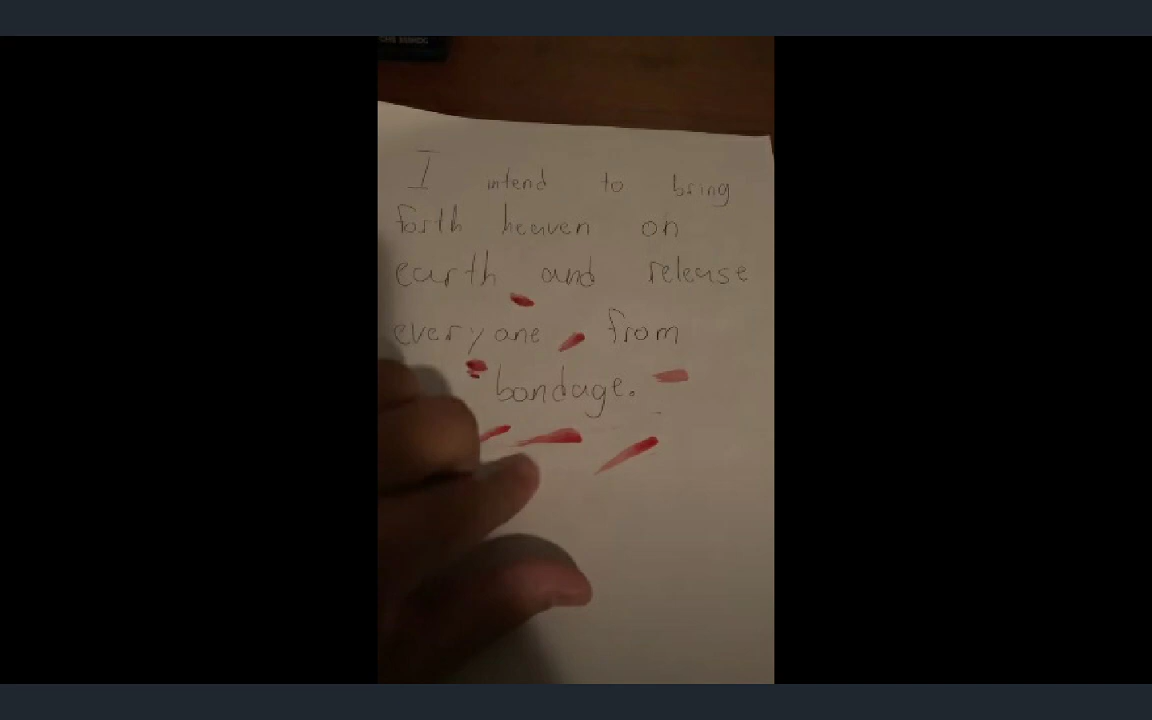 I intend to bring
forth heaven on
earth and release
everyone from
bondage.